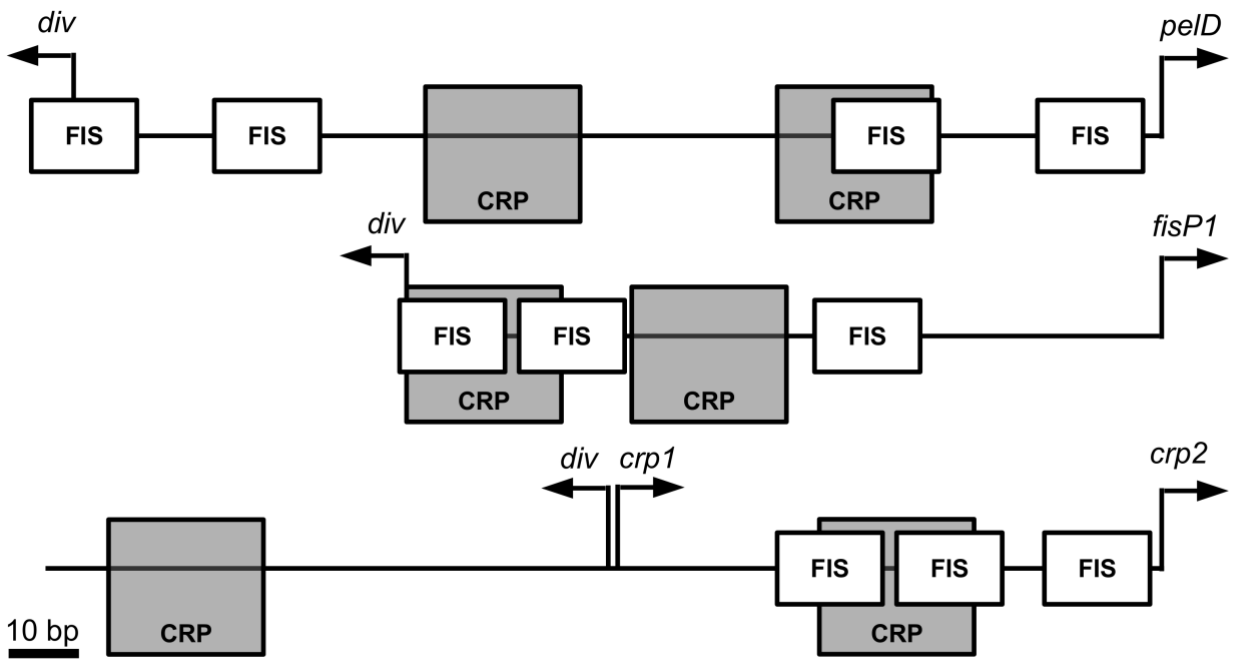 div pelD
FIS FIS FIS FIS
CRP CRP
div fisP1
FIS FIS FIS
CRP CRP
div crp1 crp2
FIS FIS FIS
10 bp CRP CRP